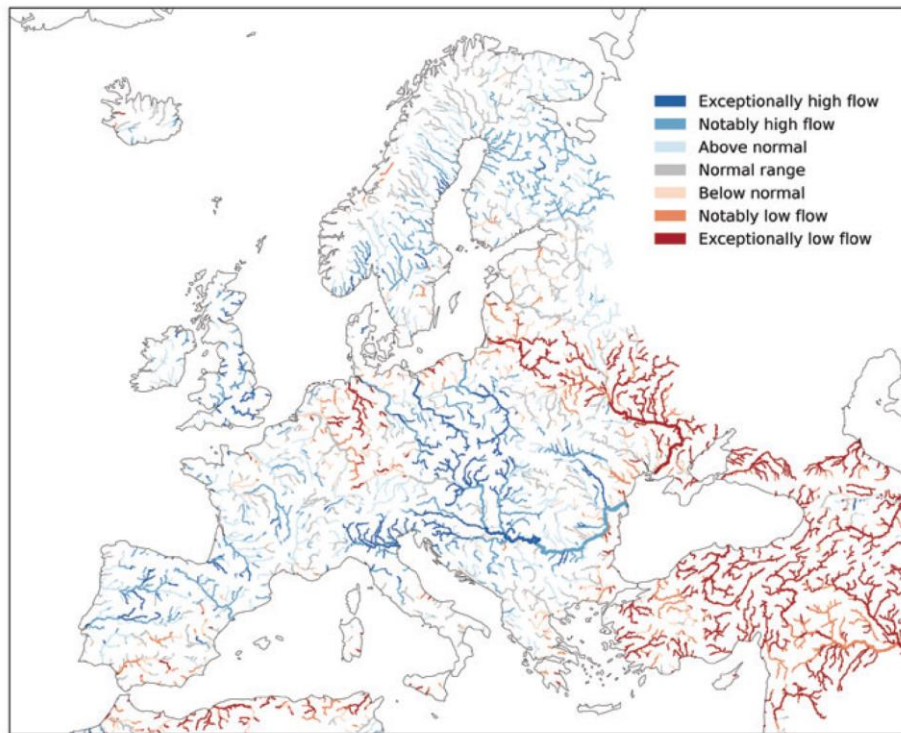 Exceptionally high flow
Notably high flow
Above normal
Normal range
Below normal
Notably low flow
Exceptionally low flow